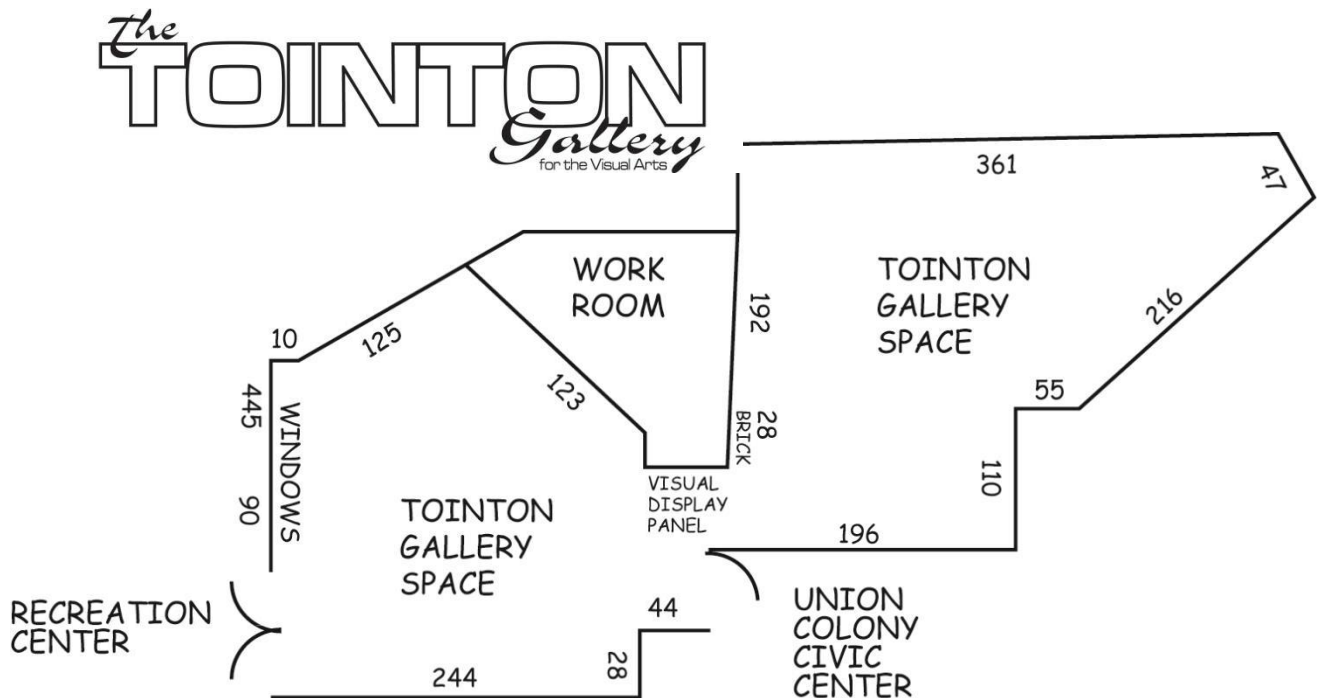 The
TOINTON
Gallery
for the Visual Arts
361
47
WORK
ROOM
TOINTON
GALLERY
SPACE
192
216
10
125
123
55
445
WINDOWS
90
28
BRICK
110
VISUAL
DISPLAY
PANEL
TOINTON
GALLERY
SPACE
196
RECREATION
CENTER
44
UNION
COLONY
CIVIC
CENTER
28
244